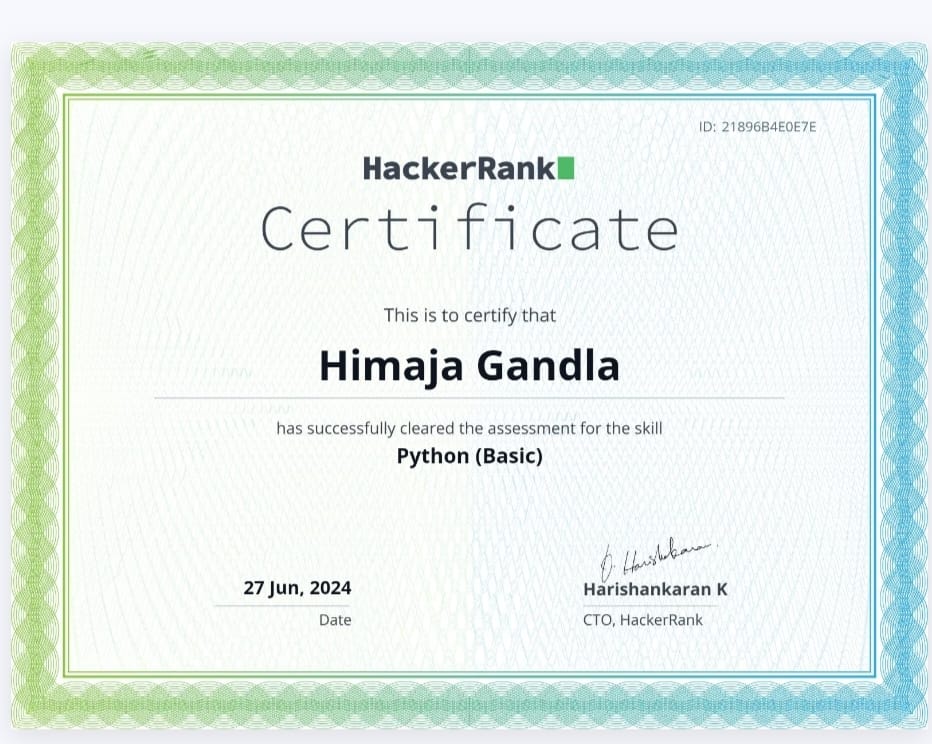 ID: 21896B4E0E7E
HackerRank
Certificate
This is to certify that
Himaja Gandla
has successfully cleared the assessment for the skill
Python (Basic)
27 Jun, 2024
Date
Harishankaran K
CTO, HackerRank